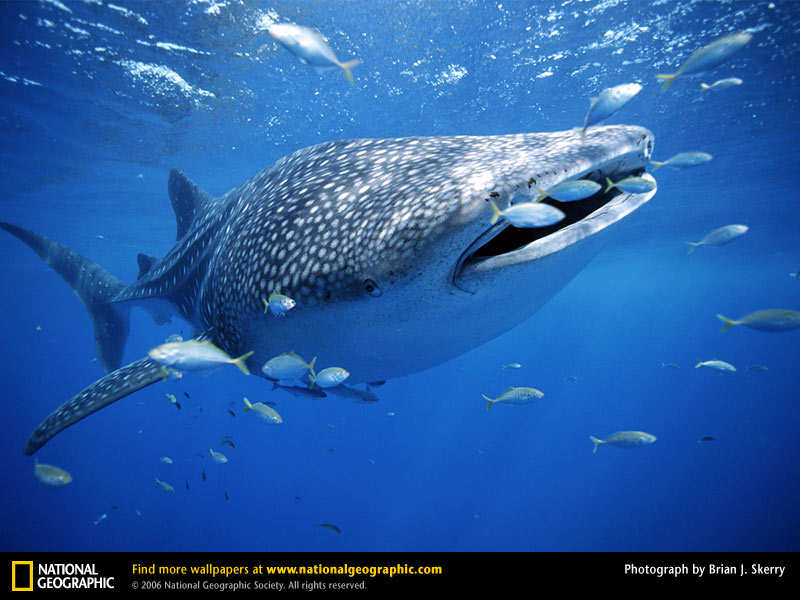 NATIONAL
GEOGRAPHIC
Find more wallpapers at www.nationalgeographic.com
© 2006 National Geographic Society. All rights reserved.
Photograph by Brian J. Skerry